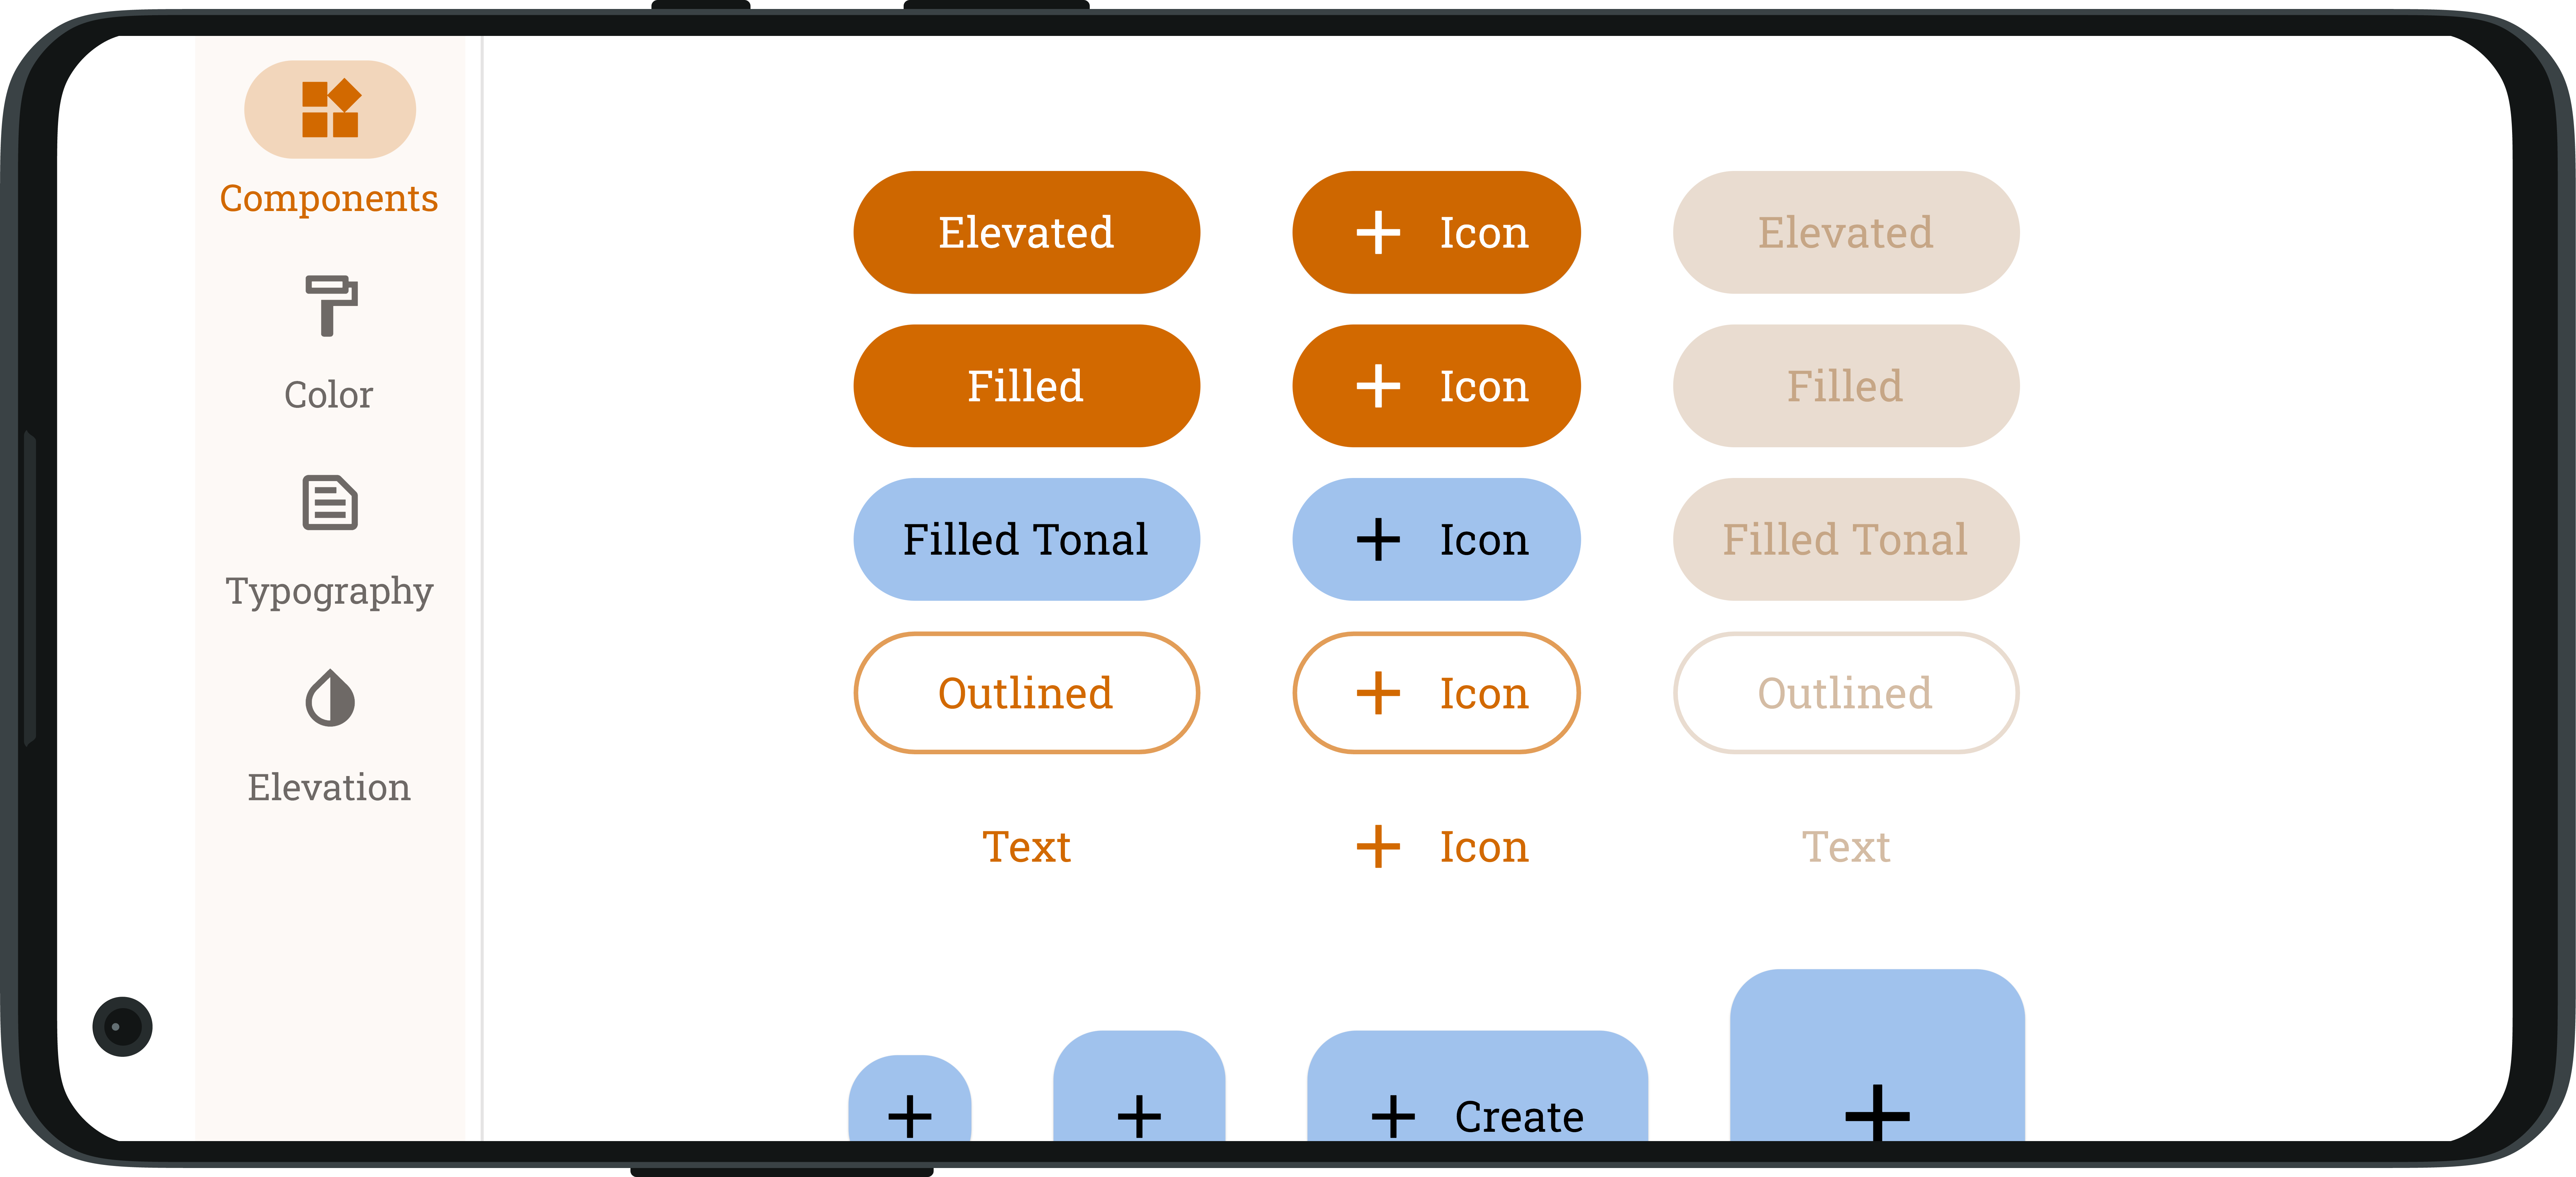 Components
Color
Typography
Elevation
Elevated
Icon
Elevated
Filled
Icon
Filled
Filled Tonal
Icon
Filled Tonal
Outlined
Icon
Outlined
Text
Icon
Text
Create